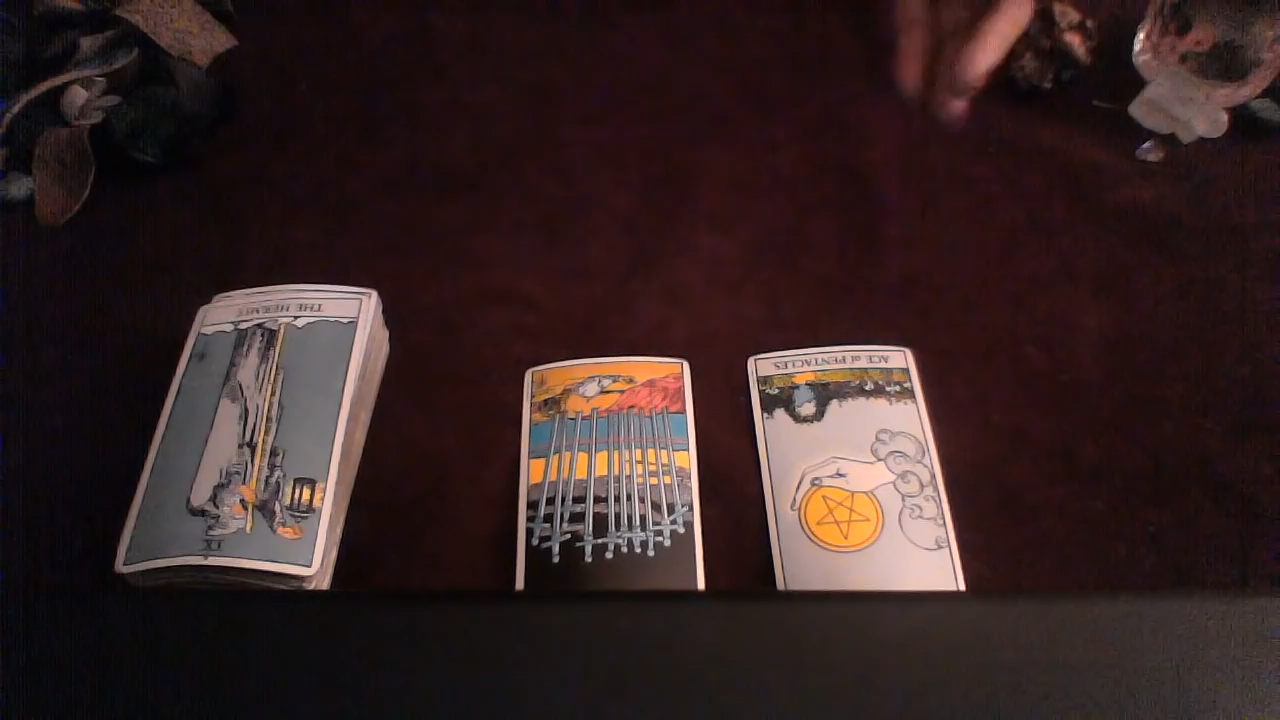 THE HERMIT
IX
ACE of PENTACLES